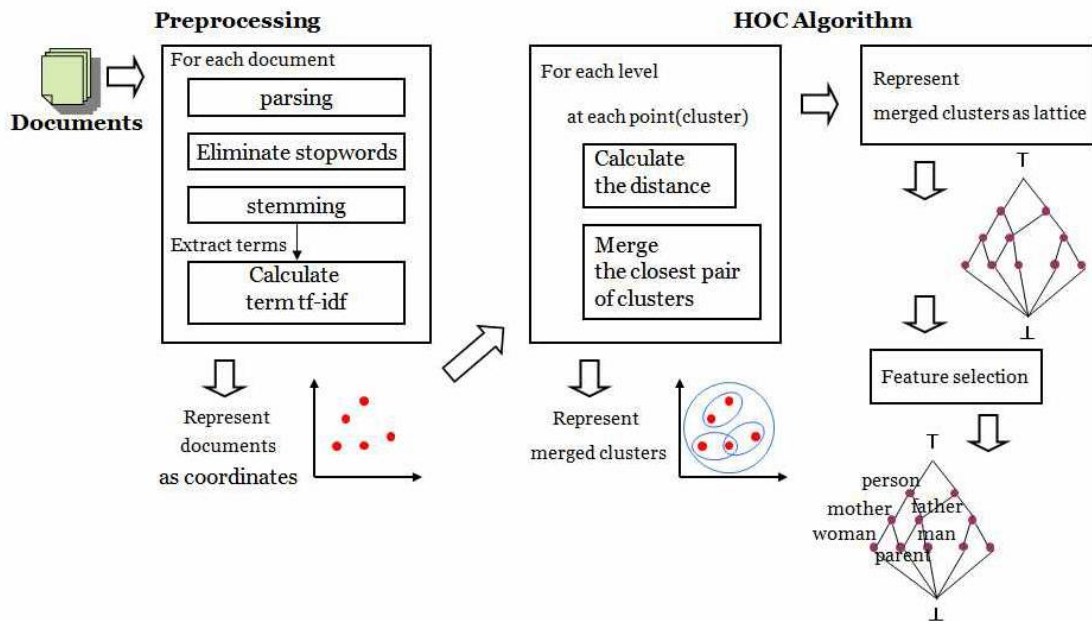 Preprocessing
Documents
For each document
parsing
Eliminate stopwords
stemming
Extract terms
Calculate
term tf-idf
Represent
documents
as coordinates
HOC Algorithm
For each level
at each point(cluster)
Calculate
the distance
Merge
the closest pair
of clusters
Represent
merged clusters
Represent
merged clusters as lattice
⊤
⊥
Feature selection
⊤
person
mother
father
woman
man
parent
⊥